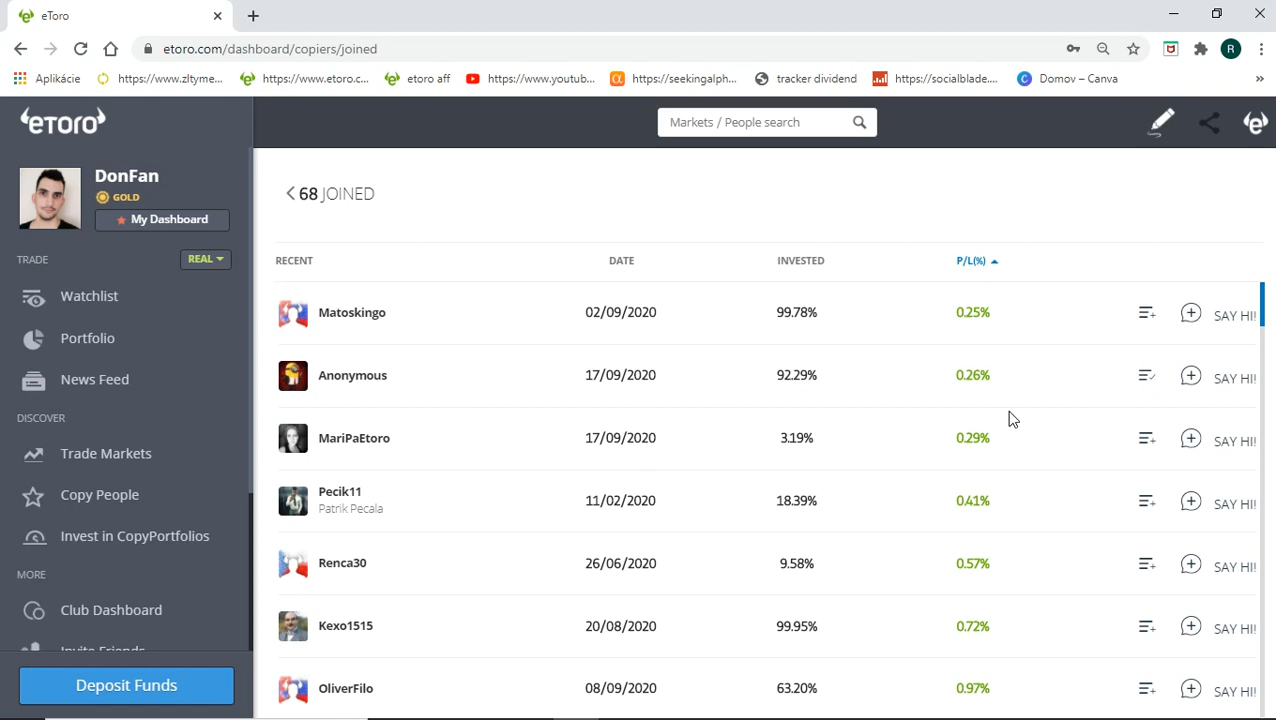 eToro
etoro.com/dashboard/copiers/joined
R
Aplikácie
https://www.zltyme...
https://www.etoro.c...
etoro aff
https://www.youtub...
https://seekingalph...
tracker dividend
https://socialblade....
Domov – Canva
»
eToro
Markets / People search
DonFan
GOLD
My Dashboard
TRADE
REAL
Watchlist
Portfolio
News Feed
DISCOVER
Trade Markets
Copy People
Invest in CopyPortfolios
MORE
Club Dashboard
Invite Friends
Deposit Funds
68 JOINED
RECENT DATE INVESTED P/L(%)
Matoskingo 02/09/2020 99.78% 0.25% SAY HI!
Anonymous 17/09/2020 92.29% 0.26% SAY HI!
MariPaEtoro 17/09/2020 3.19% 0.29% SAY HI!
Pecik11 11/02/2020 18.39% 0.41% SAY HI!
Patrik Pecala
Renca30 26/06/2020 9.58% 0.57% SAY HI!
Kexo1515 20/08/2020 99.95% 0.72% SAY HI!
OliverFilo 08/09/2020 63.20% 0.97% SAY HI!